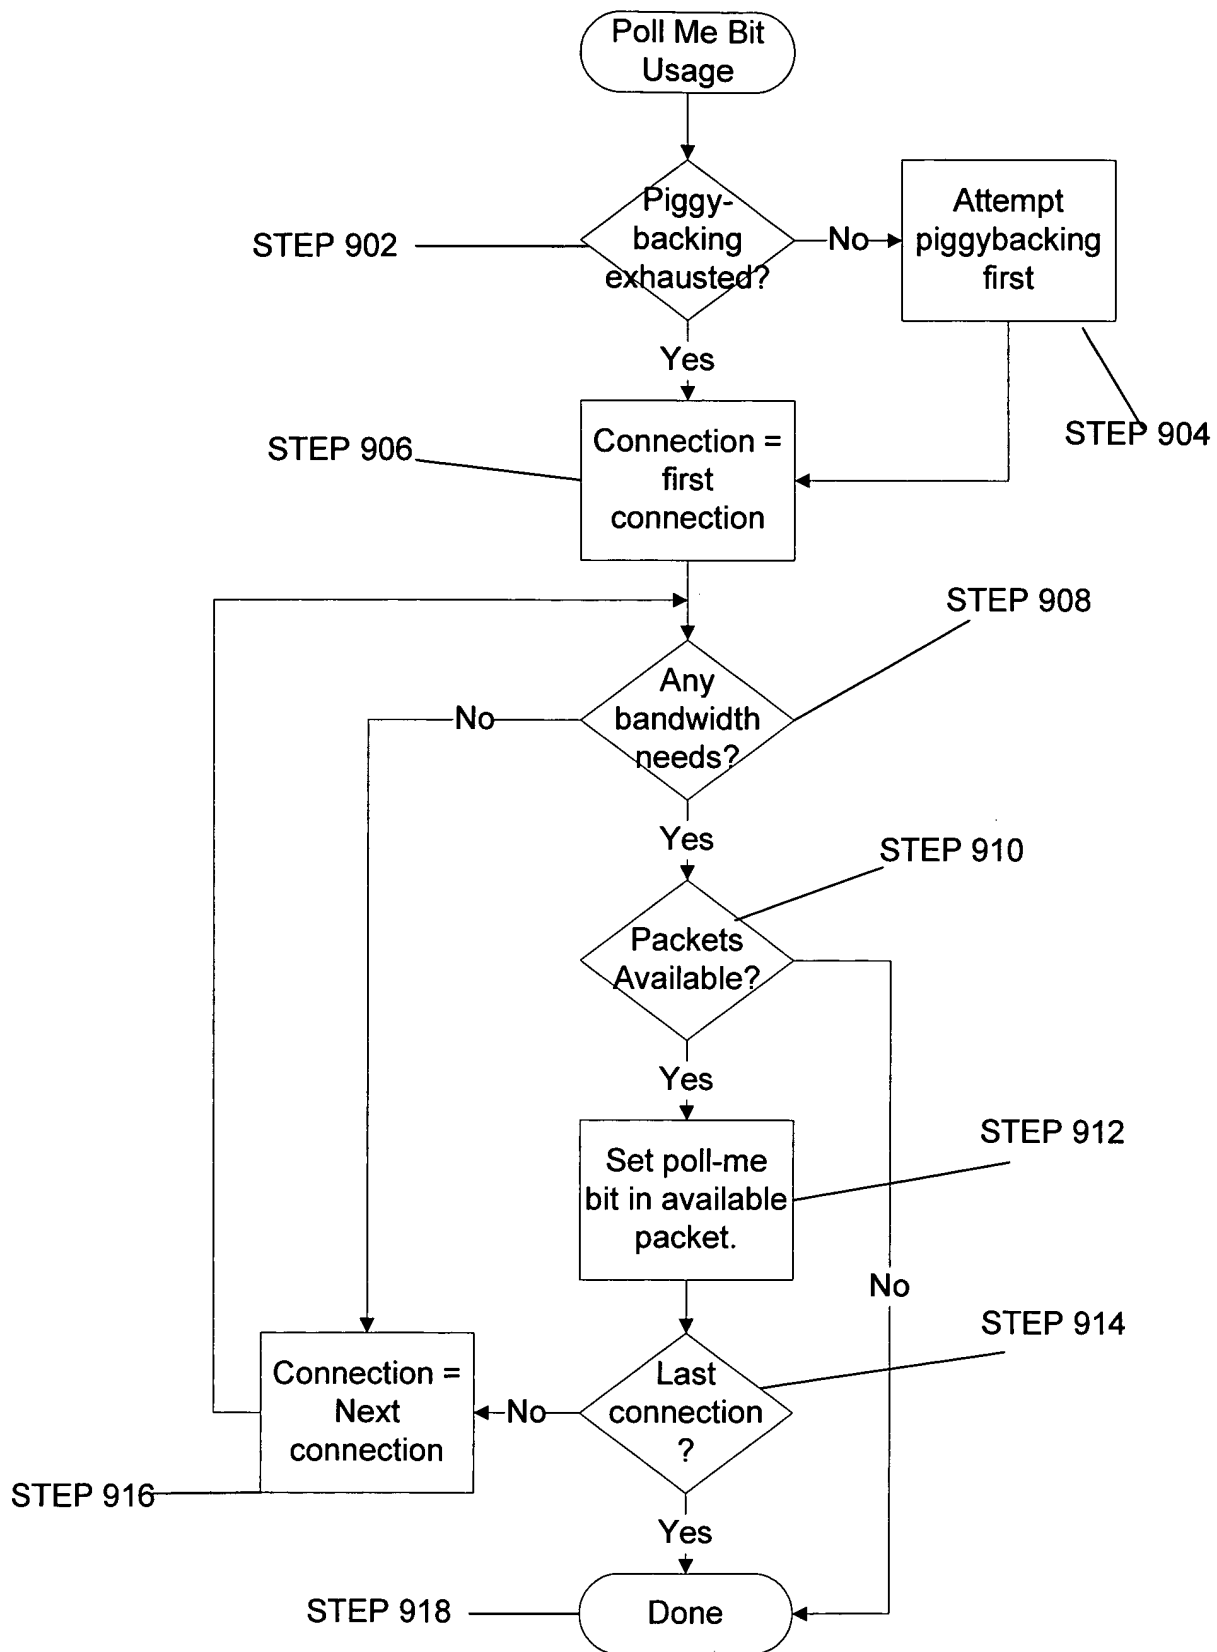 Poll Me Bit
Usage
Piggy-
backing
exhausted?
STEP 902
No
Attempt
piggybacking
first
STEP 904
Yes
STEP 906
Connection =
first
connection
STEP 908
Any
bandwidth
needs?
No
Yes
STEP 910
Packets
Available?
Yes
STEP 912
Set poll-me
bit in available
packet.
No
STEP 914
Last
connection
?
No
Connection =
Next
connection
STEP 916
Yes
STEP 918
Done